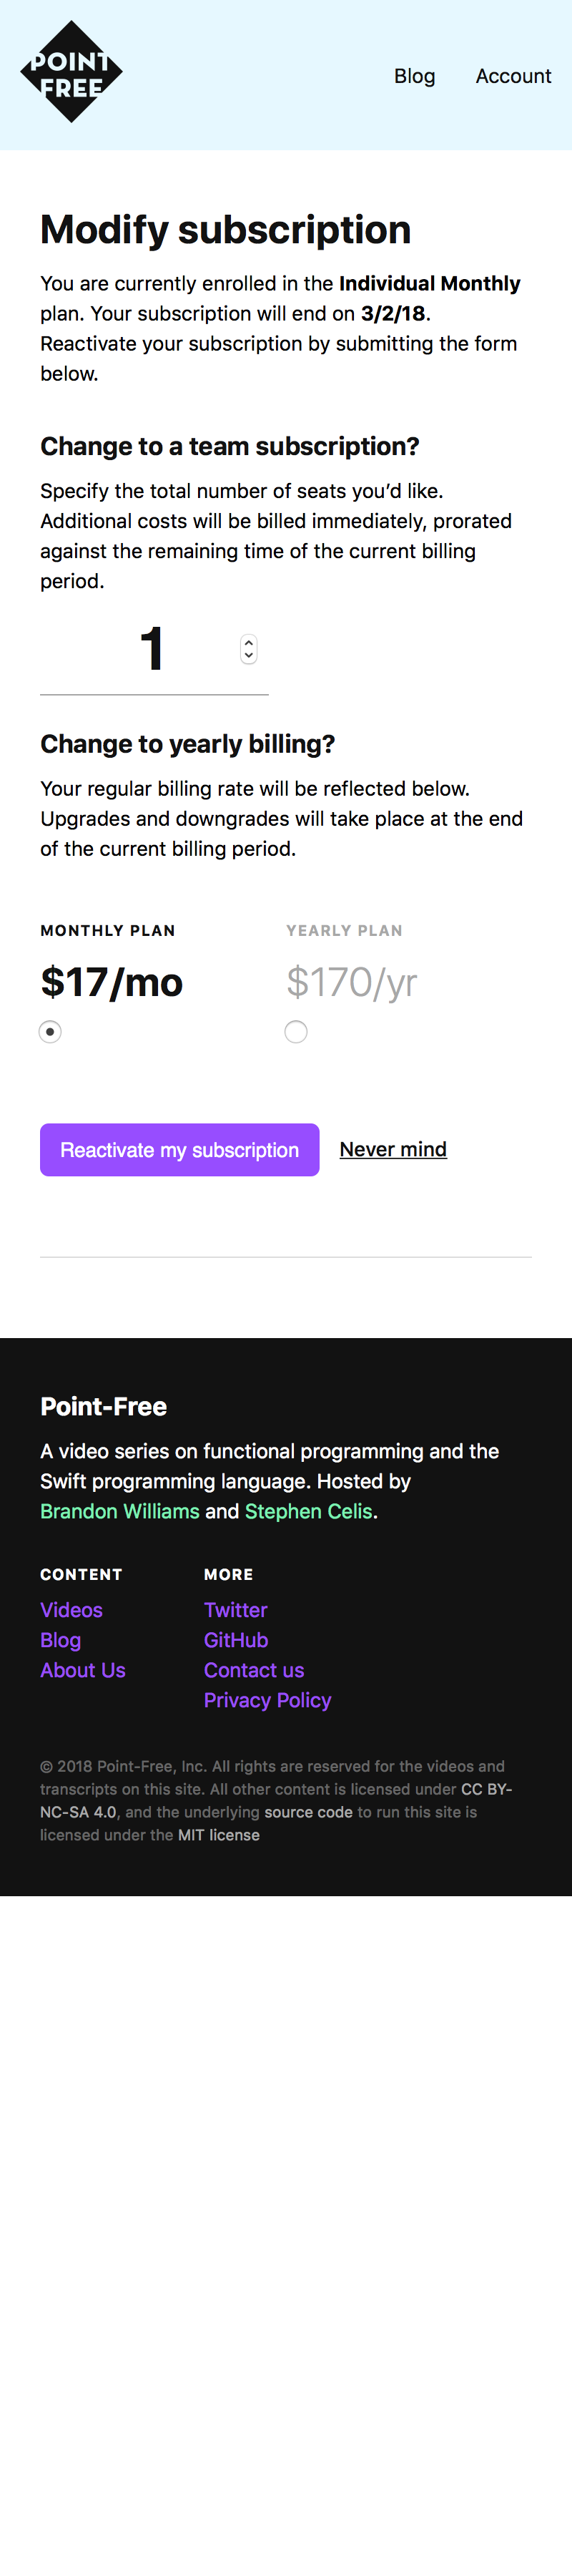 POINT
FREE
Blog
Account
Modify subscription
You are currently enrolled in the Individual Monthly
plan. Your subscription will end on 3/2/18.
Reactivate your subscription by submitting the form
below.
Change to a team subscription?
Specify the total number of seats you’d like.
Additional costs will be billed immediately, prorated
against the remaining time of the current billing
period.
1
Change to yearly billing?
Your regular billing rate will be reflected below.
Upgrades and downgrades will take place at the end
of the current billing period.
MONTHLY PLAN
$17/mo
YEARLY PLAN
$170/yr
Reactivate my subscription
Never mind
Point-Free
A video series on functional programming and the
Swift programming language. Hosted by
Brandon Williams and Stephen Celis.
CONTENT
Videos
Blog
About Us
MORE
Twitter
GitHub
Contact us
Privacy Policy
© 2018 Point-Free, Inc. All rights are reserved for the videos and
transcripts on this site. All other content is licensed under CC BY-
NC-SA 4.0, and the underlying source code to run this site is
licensed under the MIT license